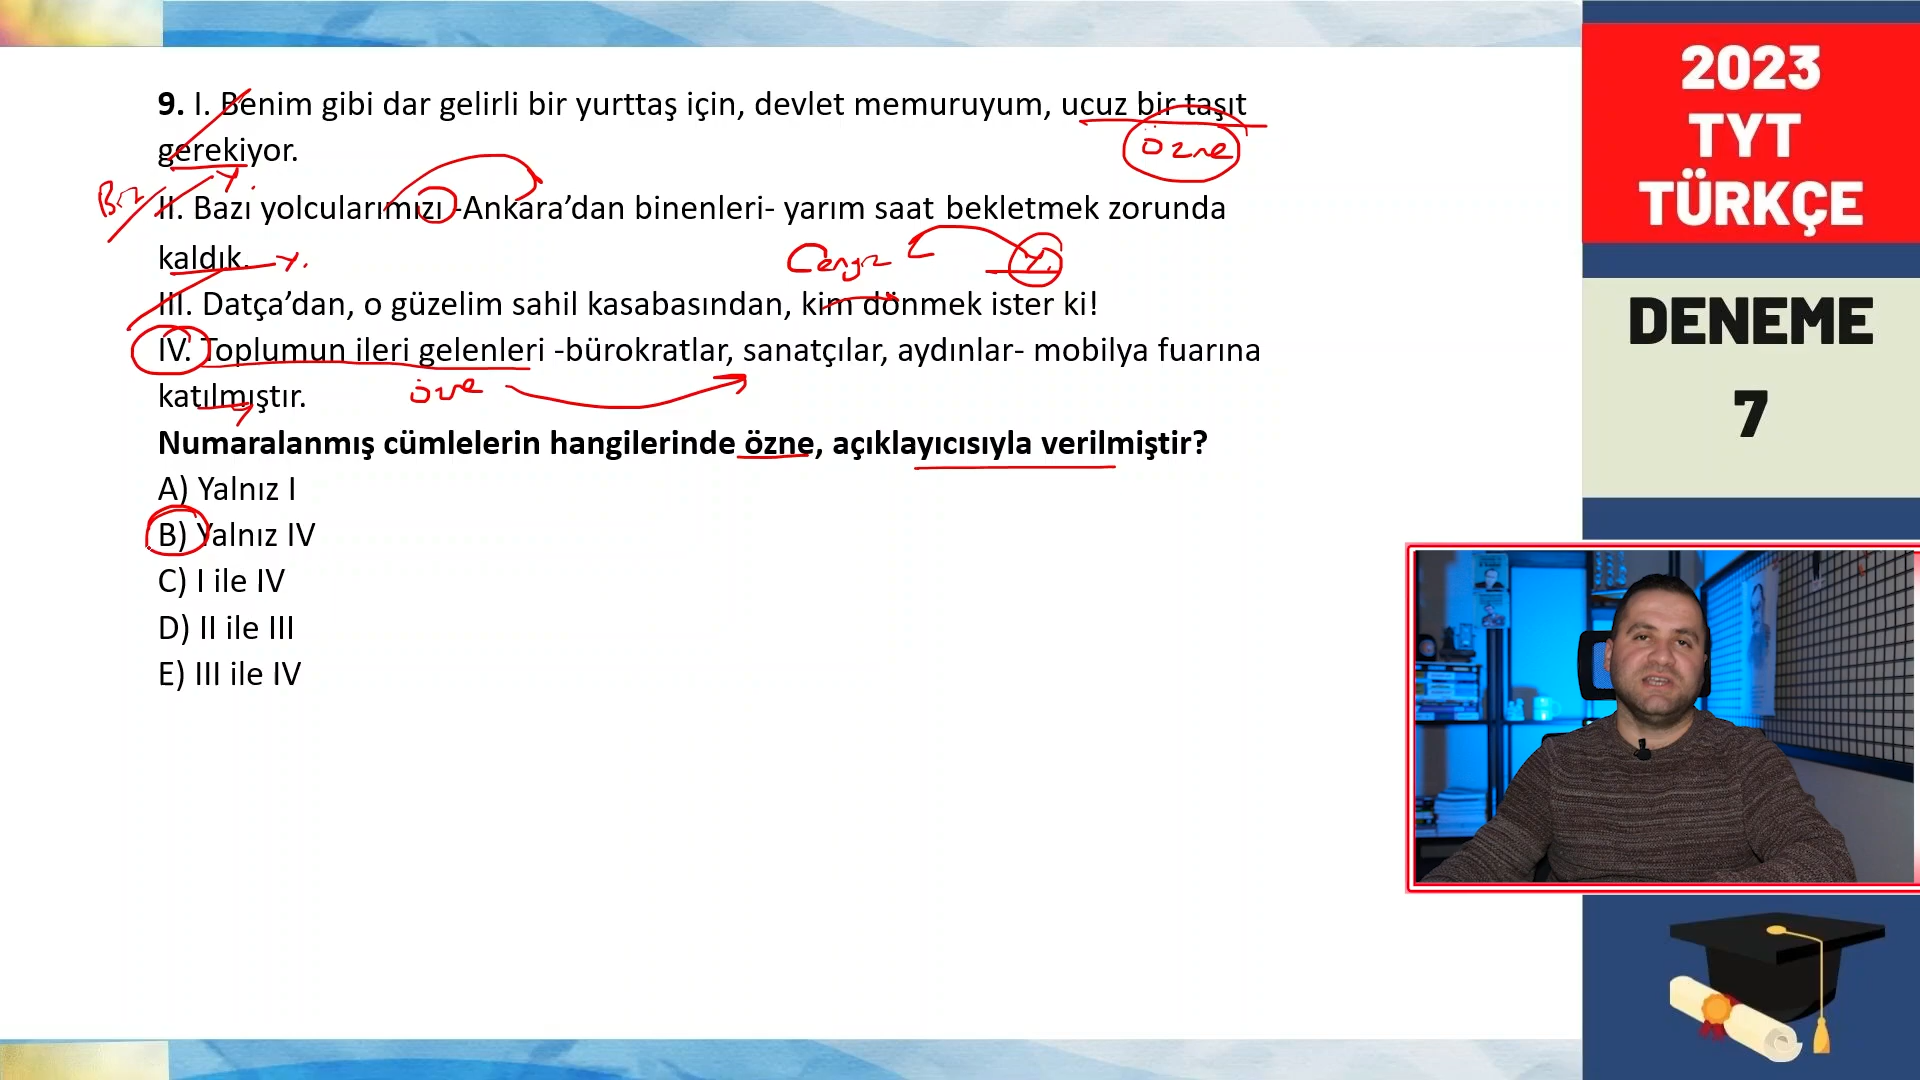 9. I. Benim gibi dar gelirli bir yurttaş için, devlet memuruyum, ucuz bir taşıt
gerekiyor.
özne
Y.
Biz
II. Bazı yolcularımızı -Ankara’dan binenleri- yarım saat bekletmek zorunda
kaldık.
Y.
Y.
III. Datça’dan, o güzelim sahil kasabasından, kim dönmek ister ki!
IV. Toplumun ileri gelenleri -bürokratlar, sanatçılar, aydınlar- mobilya fuarına
katılmıştır.
özne
Numaralanmış cümlelerin hangilerinde özne, açıklayıcısıyla verilmiştir?
A) Yalnız I
B) Yalnız IV
C) I ile IV
D) II ile III
E) III ile IV
2023
TYT
TÜRKÇE
DENEME
7